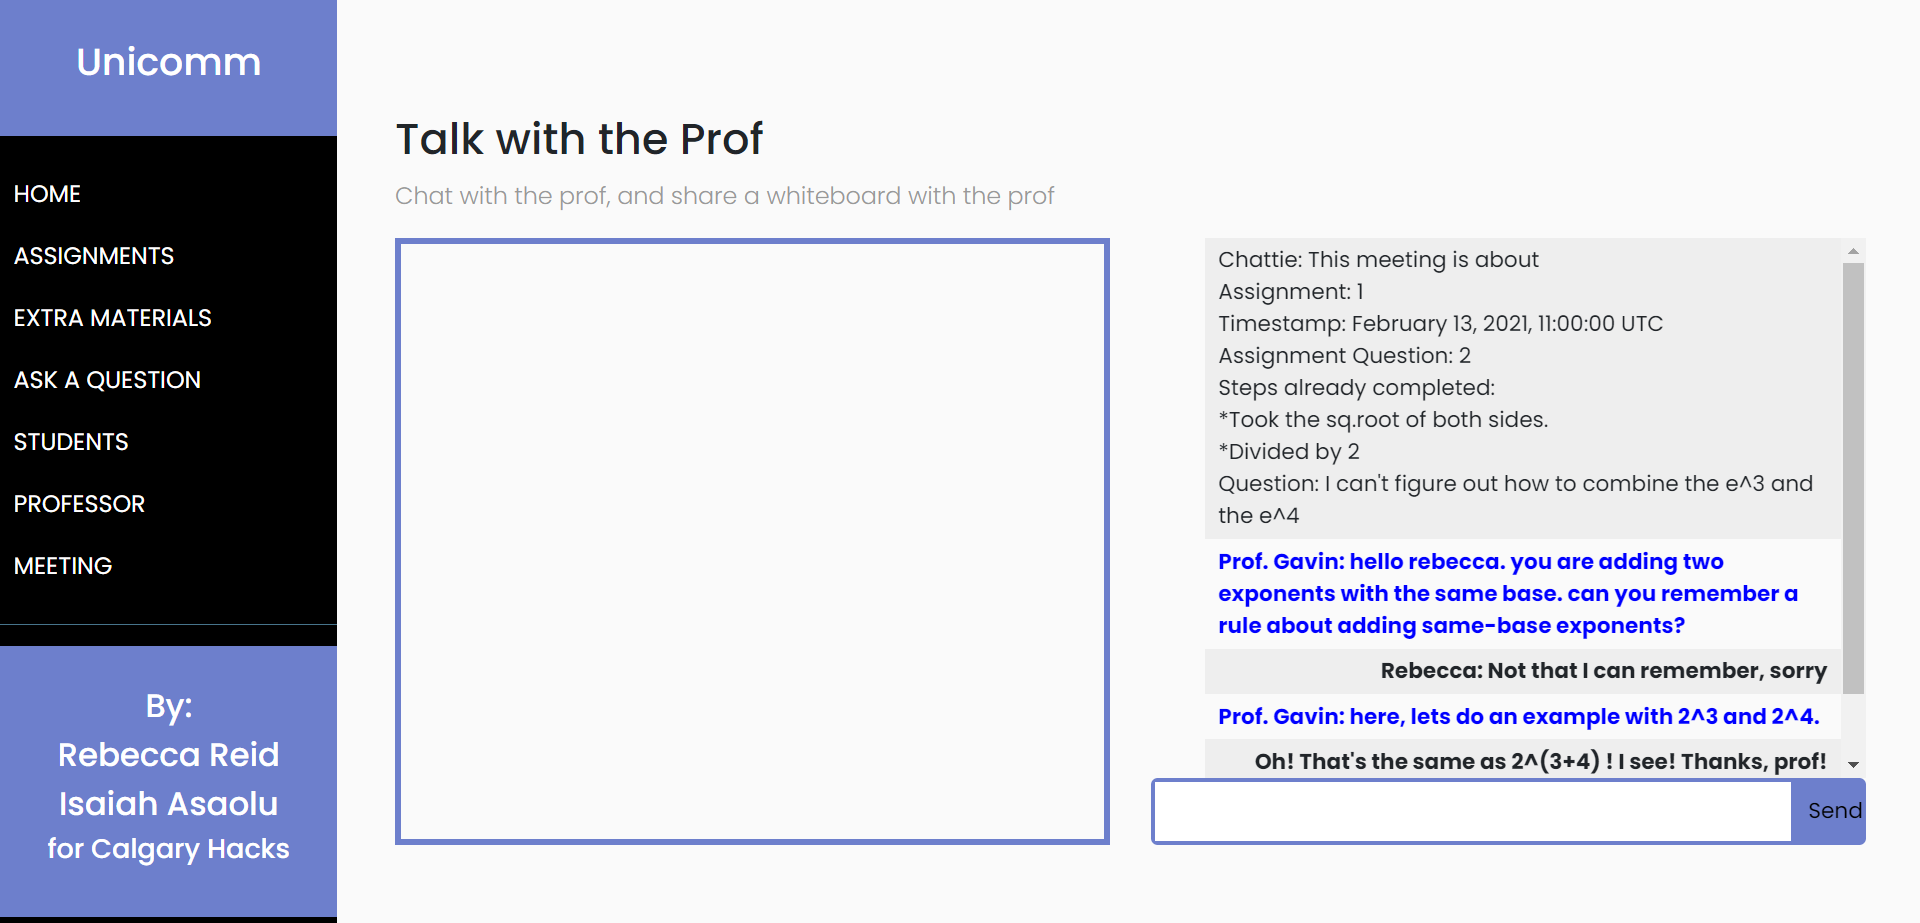 Unicomm
HOME
ASSIGNMENTS
EXTRA MATERIALS
ASK A QUESTION
STUDENTS
PROFESSOR
MEETING
By:
Rebecca Reid
Isaiah Asaolu
for Calgary Hacks
Talk with the Prof
Chat with the prof, and share a whiteboard with the prof
Chattie: This meeting is about
Assignment: 1
Timestamp: February 13, 2021, 11:00:00 UTC
Assignment Question: 2
Steps already completed:
*Took the sq.root of both sides.
*Divided by 2
Question: I can't figure out how to combine the e^3 and
the e^4
Prof. Gavin: hello rebecca. you are adding two
exponents with the same base. can you remember a
rule about adding same-base exponents?
Rebecca: Not that I can remember, sorry
Prof. Gavin: here, lets do an example with 2^3 and 2^4.
Oh! That's the same as 2^(3+4) ! I see! Thanks, prof!
Send